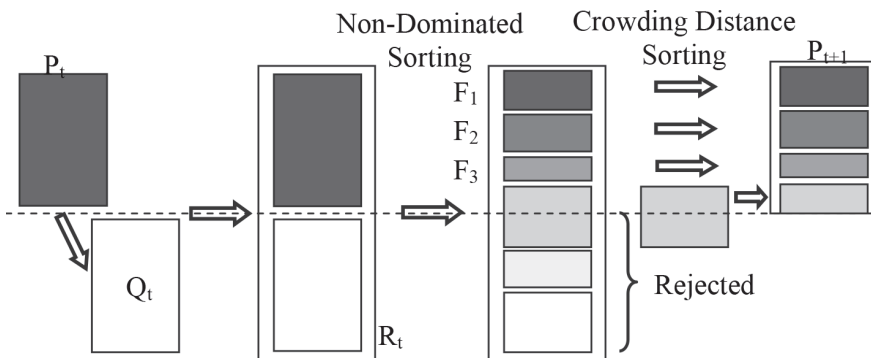 Non-Dominated
Sorting
Crowding Distance
Sorting
Pt
Pt+1
F1
F2
F3
Qt
Rt
Rejected